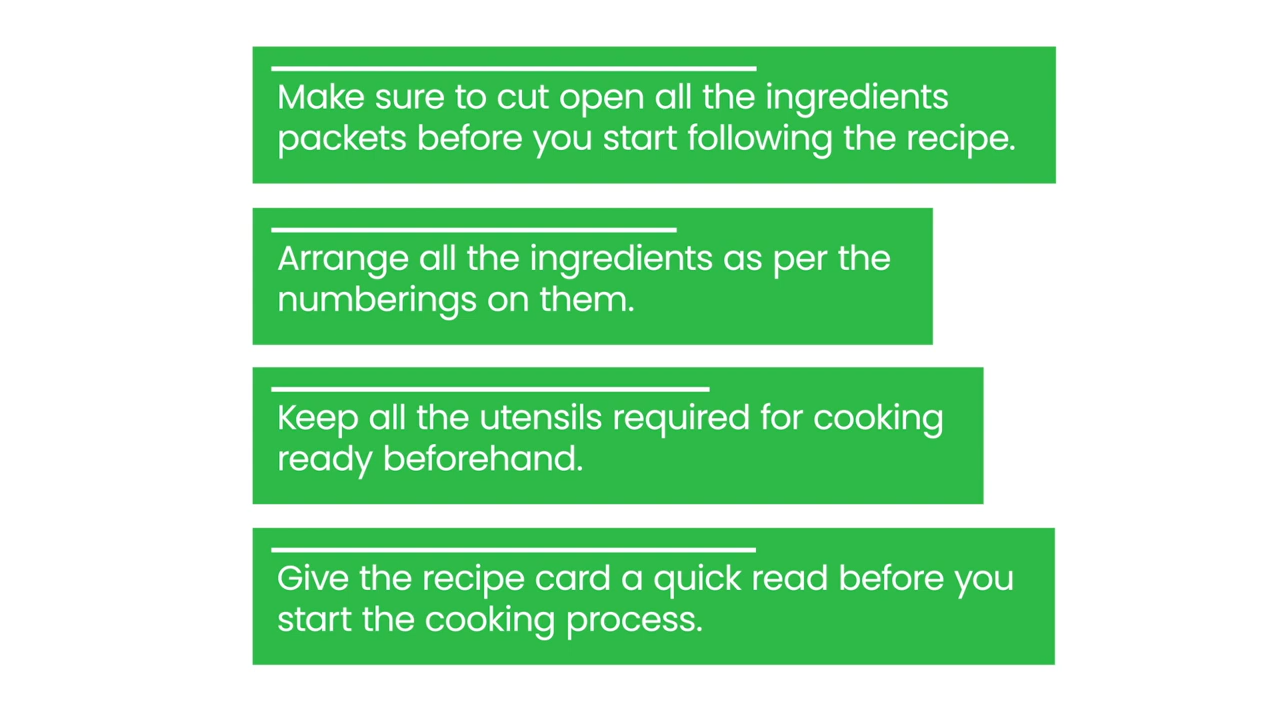 Make sure to cut open all the ingredients
packets before you start following the recipe.
Arrange all the ingredients as per the
numberings on them.
Keep all the utensils required for cooking
ready beforehand.
Give the recipe card a quick read before you
start the cooking process.